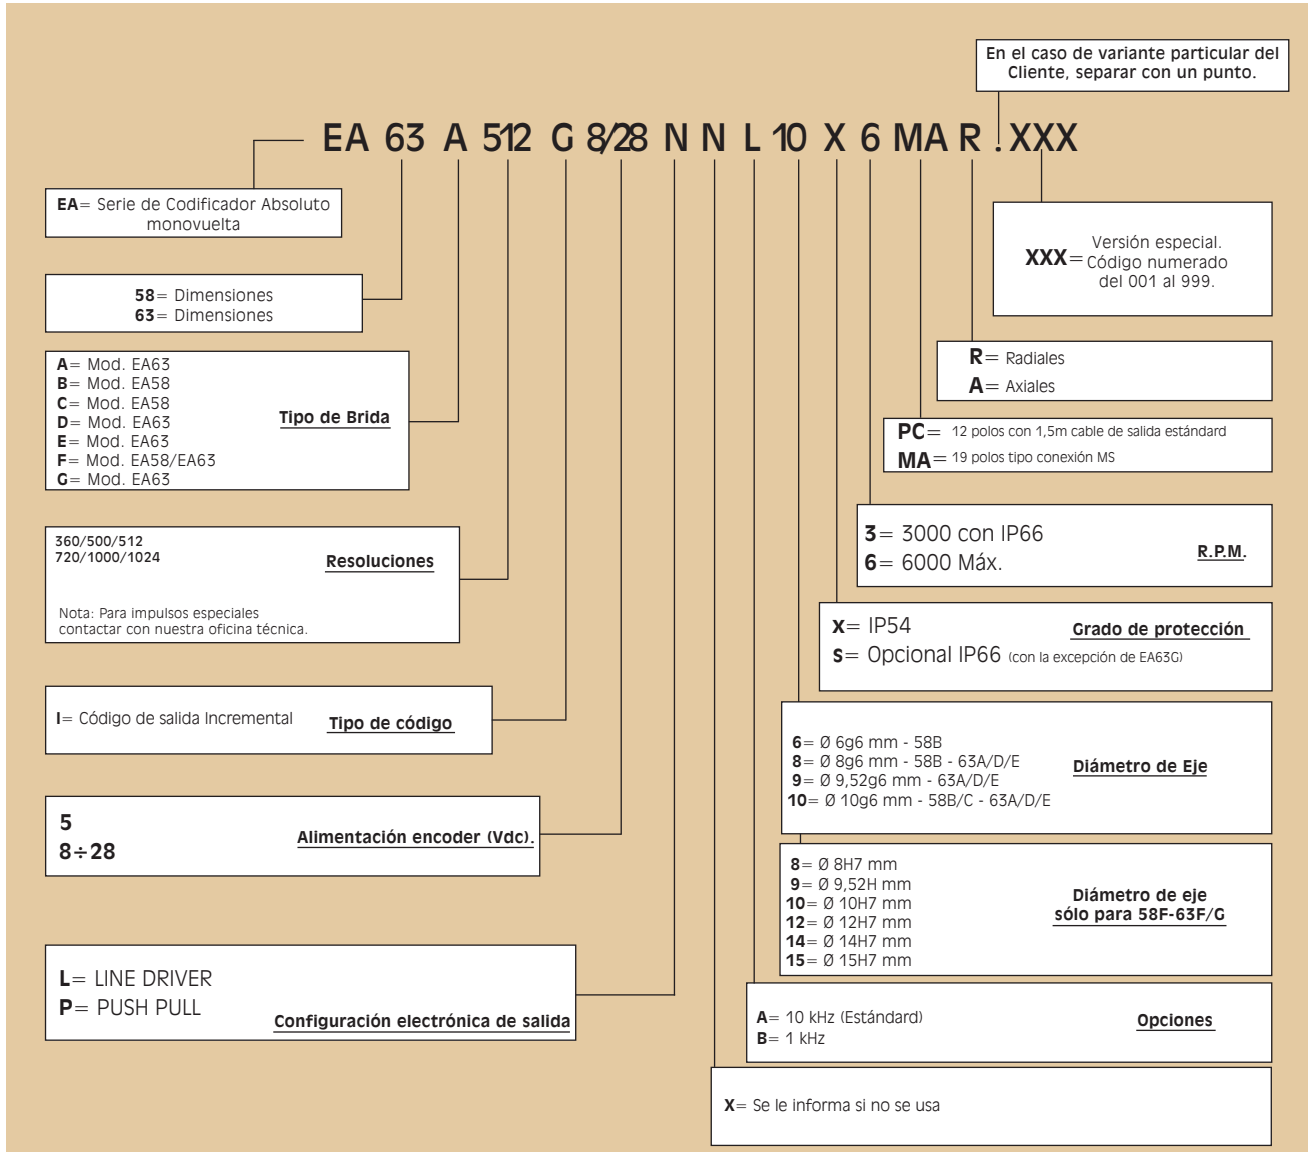 En el caso de variante particular del
Cliente, separar con un punto.
EA 63 A 512 G 8/28 N N L 10 X 6 MA R . XXX
EA= Serie de Codificador Absoluto
monovuelta
58= Dimensiones
63= Dimensiones
A= Mod. EA63
B= Mod. EA58
C= Mod. EA58
D= Mod. EA63
E= Mod. EA63
F= Mod. EA58/EA63
G= Mod. EA63
Tipo de Brida
360/500/512
720/1000/1024
Resoluciones
Nota: Para impulsos especiales
contactar con nuestra oficina técnica.
I= Código de salida Incremental
Tipo de código
5
8÷28
Alimentación encoder (Vdc).
L= LINE DRIVER
P= PUSH PULL
Configuración electrónica de salida
XXX= Versión especial.
Código numerado
del 001 al 999.
R= Radiales
A= Axiales
PC= 12 polos con 1,5m cable de salida estándard
MA= 19 polos tipo conexión MS
3= 3000 con IP66
6= 6000 Máx.
R.P.M.
X= IP54
S= Opcional IP66 (con la excepción de EA63G)
Grado de protección
6= Ø 6g6 mm - 58B
8= Ø 8g6 mm - 58B - 63A/D/E
9= Ø 9,52g6 mm - 63A/D/E
10= Ø 10g6 mm - 58B/C - 63A/D/E
Diámetro de Eje
8= Ø 8H7 mm
9= Ø 9,52H mm
10= Ø 10H7 mm
12= Ø 12H7 mm
14= Ø 14H7 mm
15= Ø 15H7 mm
Diámetro de eje
sólo para 58F-63F/G
A= 10 kHz (Estándard)
B= 1 kHz
Opciones
X= Se le informa si no se usa